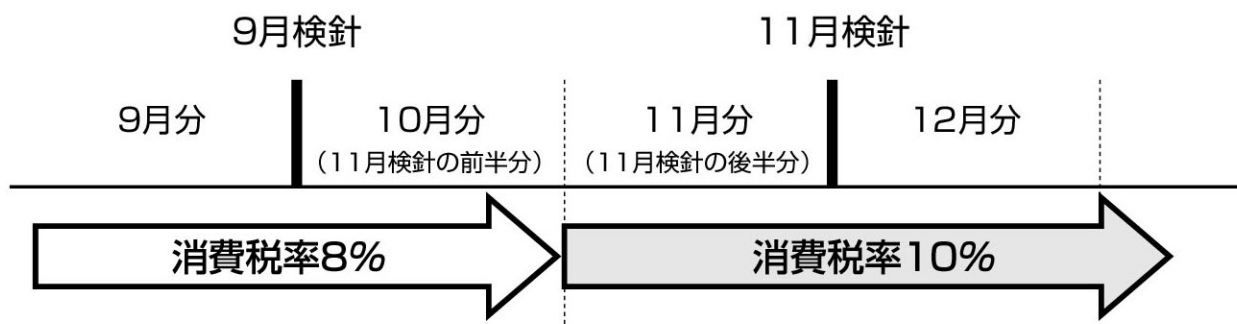 9月検針 11月検針
9月分 10月分 11月分 12月分
（11月検針の前半分） （11月検針の後半分）
消費税率8% 消費税率10%